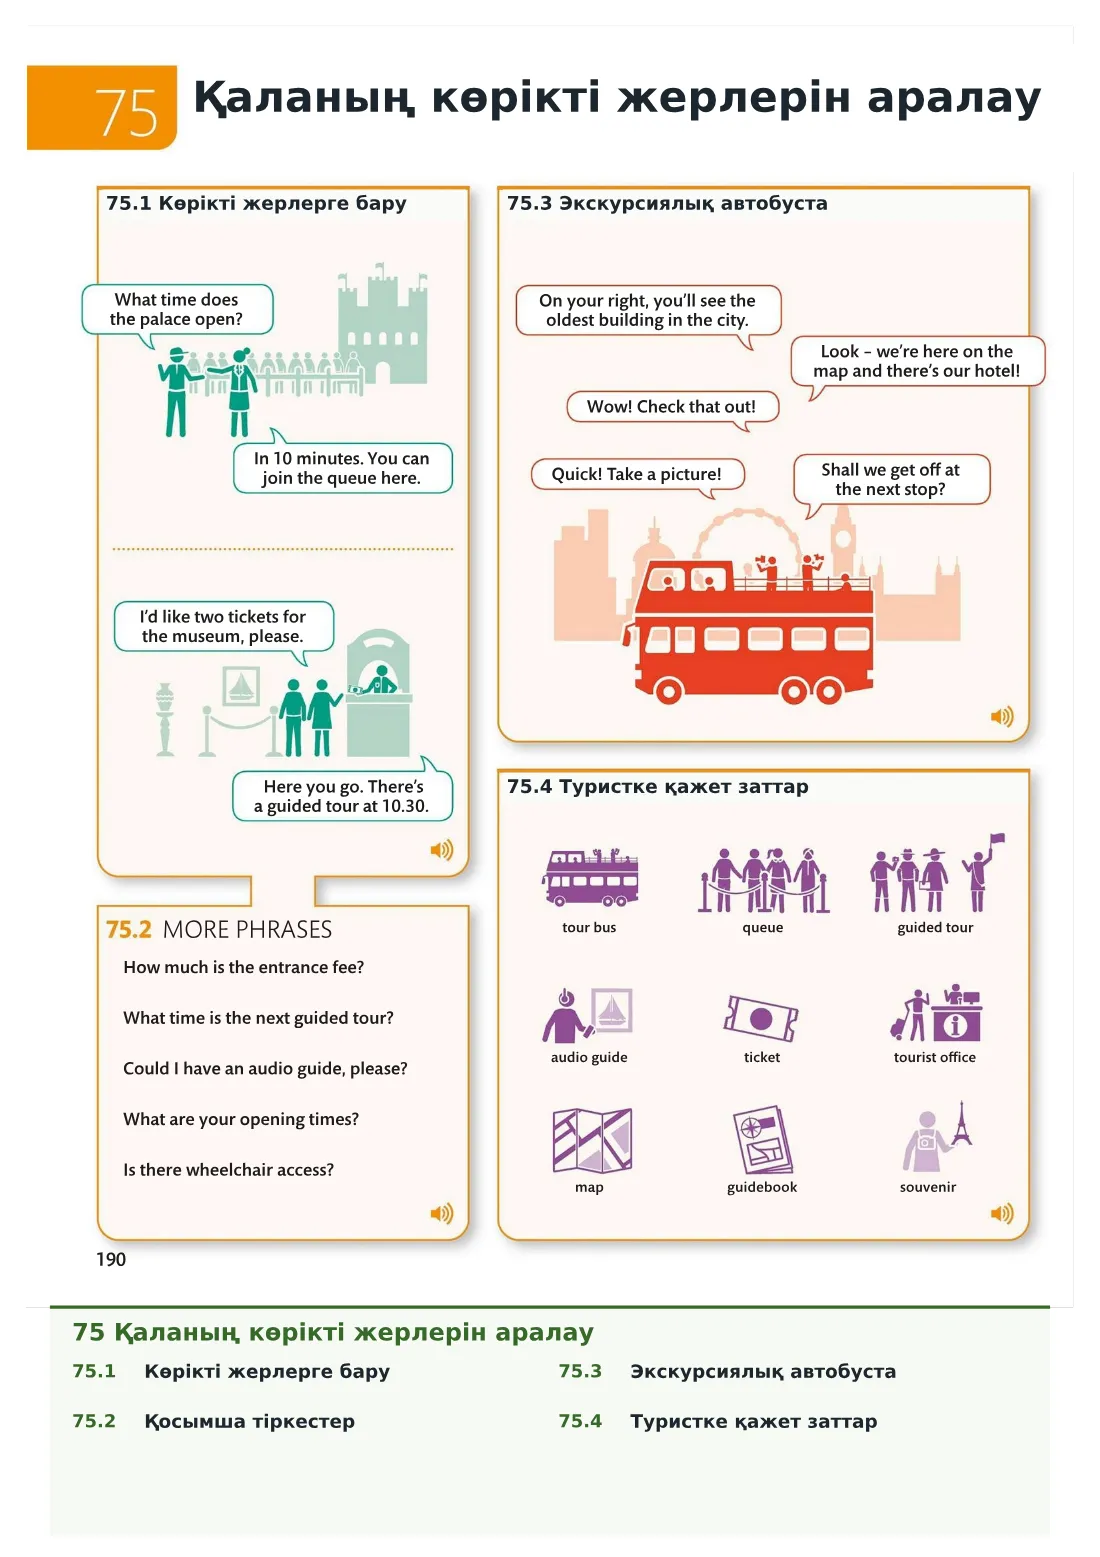 75
Қаланың көрікті жерлерін аралау
75.1 Көрікті жерлерге бару
What time does
the palace open?
In 10 minutes. You can
join the queue here.
I'd like two tickets for
the museum, please.
Here you go. There's
a guided tour at 10.30.
75.2 MORE PHRASES
How much is the entrance fee?
What time is the next guided tour?
Could I have an audio guide, please?
What are your opening times?
Is there wheelchair access?
75.3 Экскурсиялық автобуста
On your right, you'll see the
oldest building in the city.
Look – we're here on the
map and there's our hotel!
Wow! Check that out!
Quick! Take a picture!
Shall we get off at
the next stop?
75.4 Туристке қажет заттар
tour bus
queue
guided tour
audio guide
ticket
tourist office
map
guidebook
souvenir
190
75 Қаланың көрікті жерлерін аралау
75.1 Көрікті жерлерге бару
75.2 Қосымша тіркестер
75.3 Экскурсиялық автобуста
75.4 Туристке қажет заттар